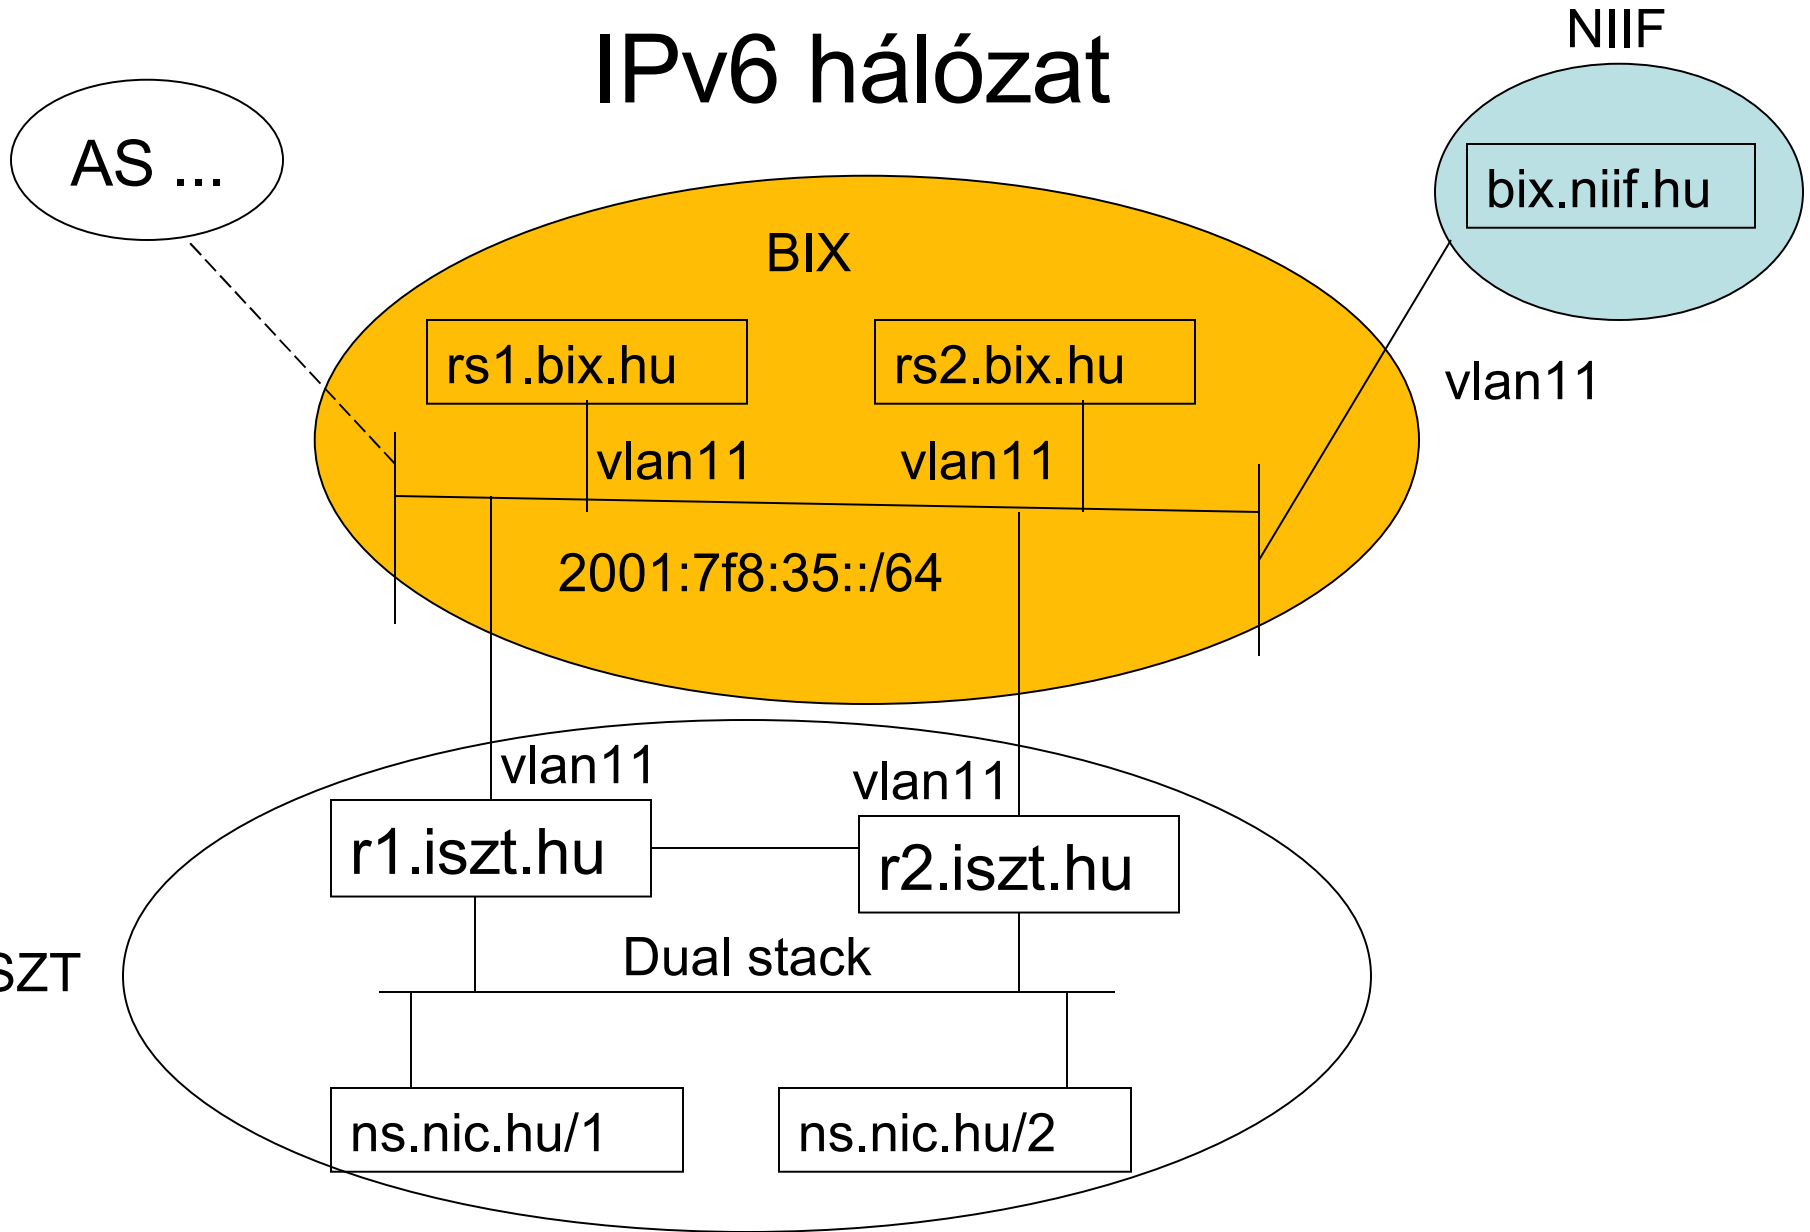 IPv6 hálózat
NIIF
AS ...
bix.niif.hu
BIX
rs1.bix.hu
rs2.bix.hu
vlan11
vlan11
vlan11
2001:7f8:35::/64
vlan11
vlan11
r1.iszt.hu
r2.iszt.hu
Dual stack
SZT
ns.nic.hu/1
ns.nic.hu/2